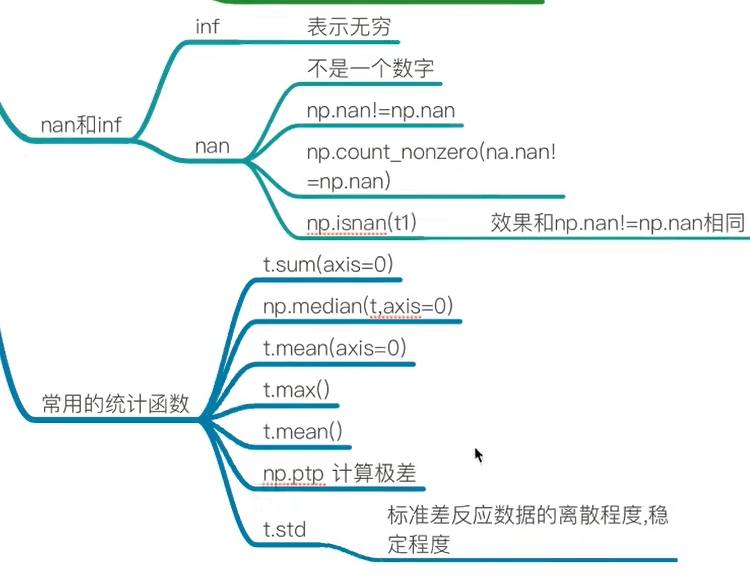 inf
表示无穷
不是一个数字
nan和inf
np.nan!=np.nan
nan
np.count_nonzero(na.nan!
=np.nan)
np.isnan(t1)
效果和np.nan!=np.nan相同
t.sum(axis=0)
np.median(t,axis=0)
t.mean(axis=0)
常用的统计函数
t.max()
t.mean()
np.ptp 计算极差
t.std
标准差反应数据的离散程度,稳
定程度